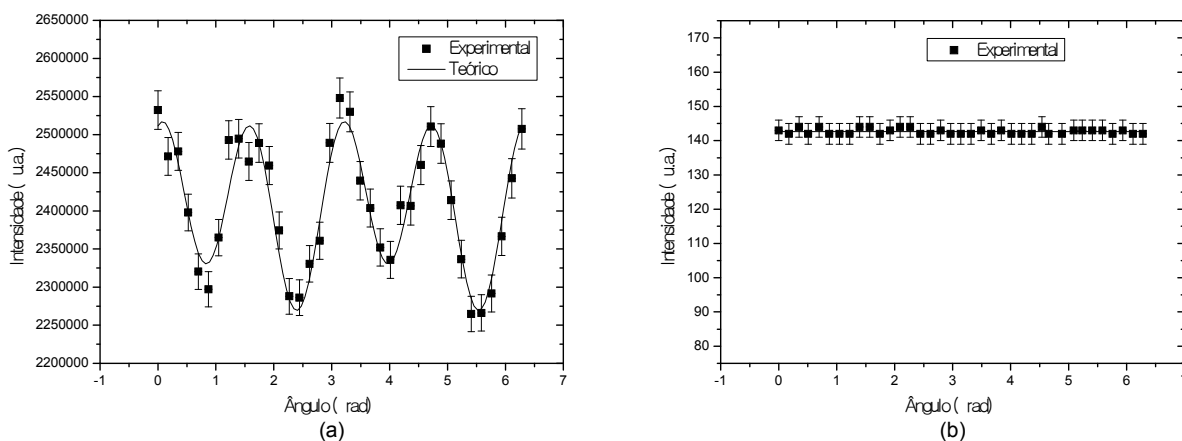 2650000
2600000
2550000
2500000
2450000
2400000
2350000
2300000
2250000
2200000
Intensidade ( u.a.)
Experimental
Teórico
-1 0 1 2 3 4 5 6 7
Ângulo ( rad)
(a)
170
160
150
140
130
120
110
100
90
80
Intensidade ( u.a.)
Experimental
-1 0 1 2 3 4 5 6 7
Ângulo ( rad)
(b)